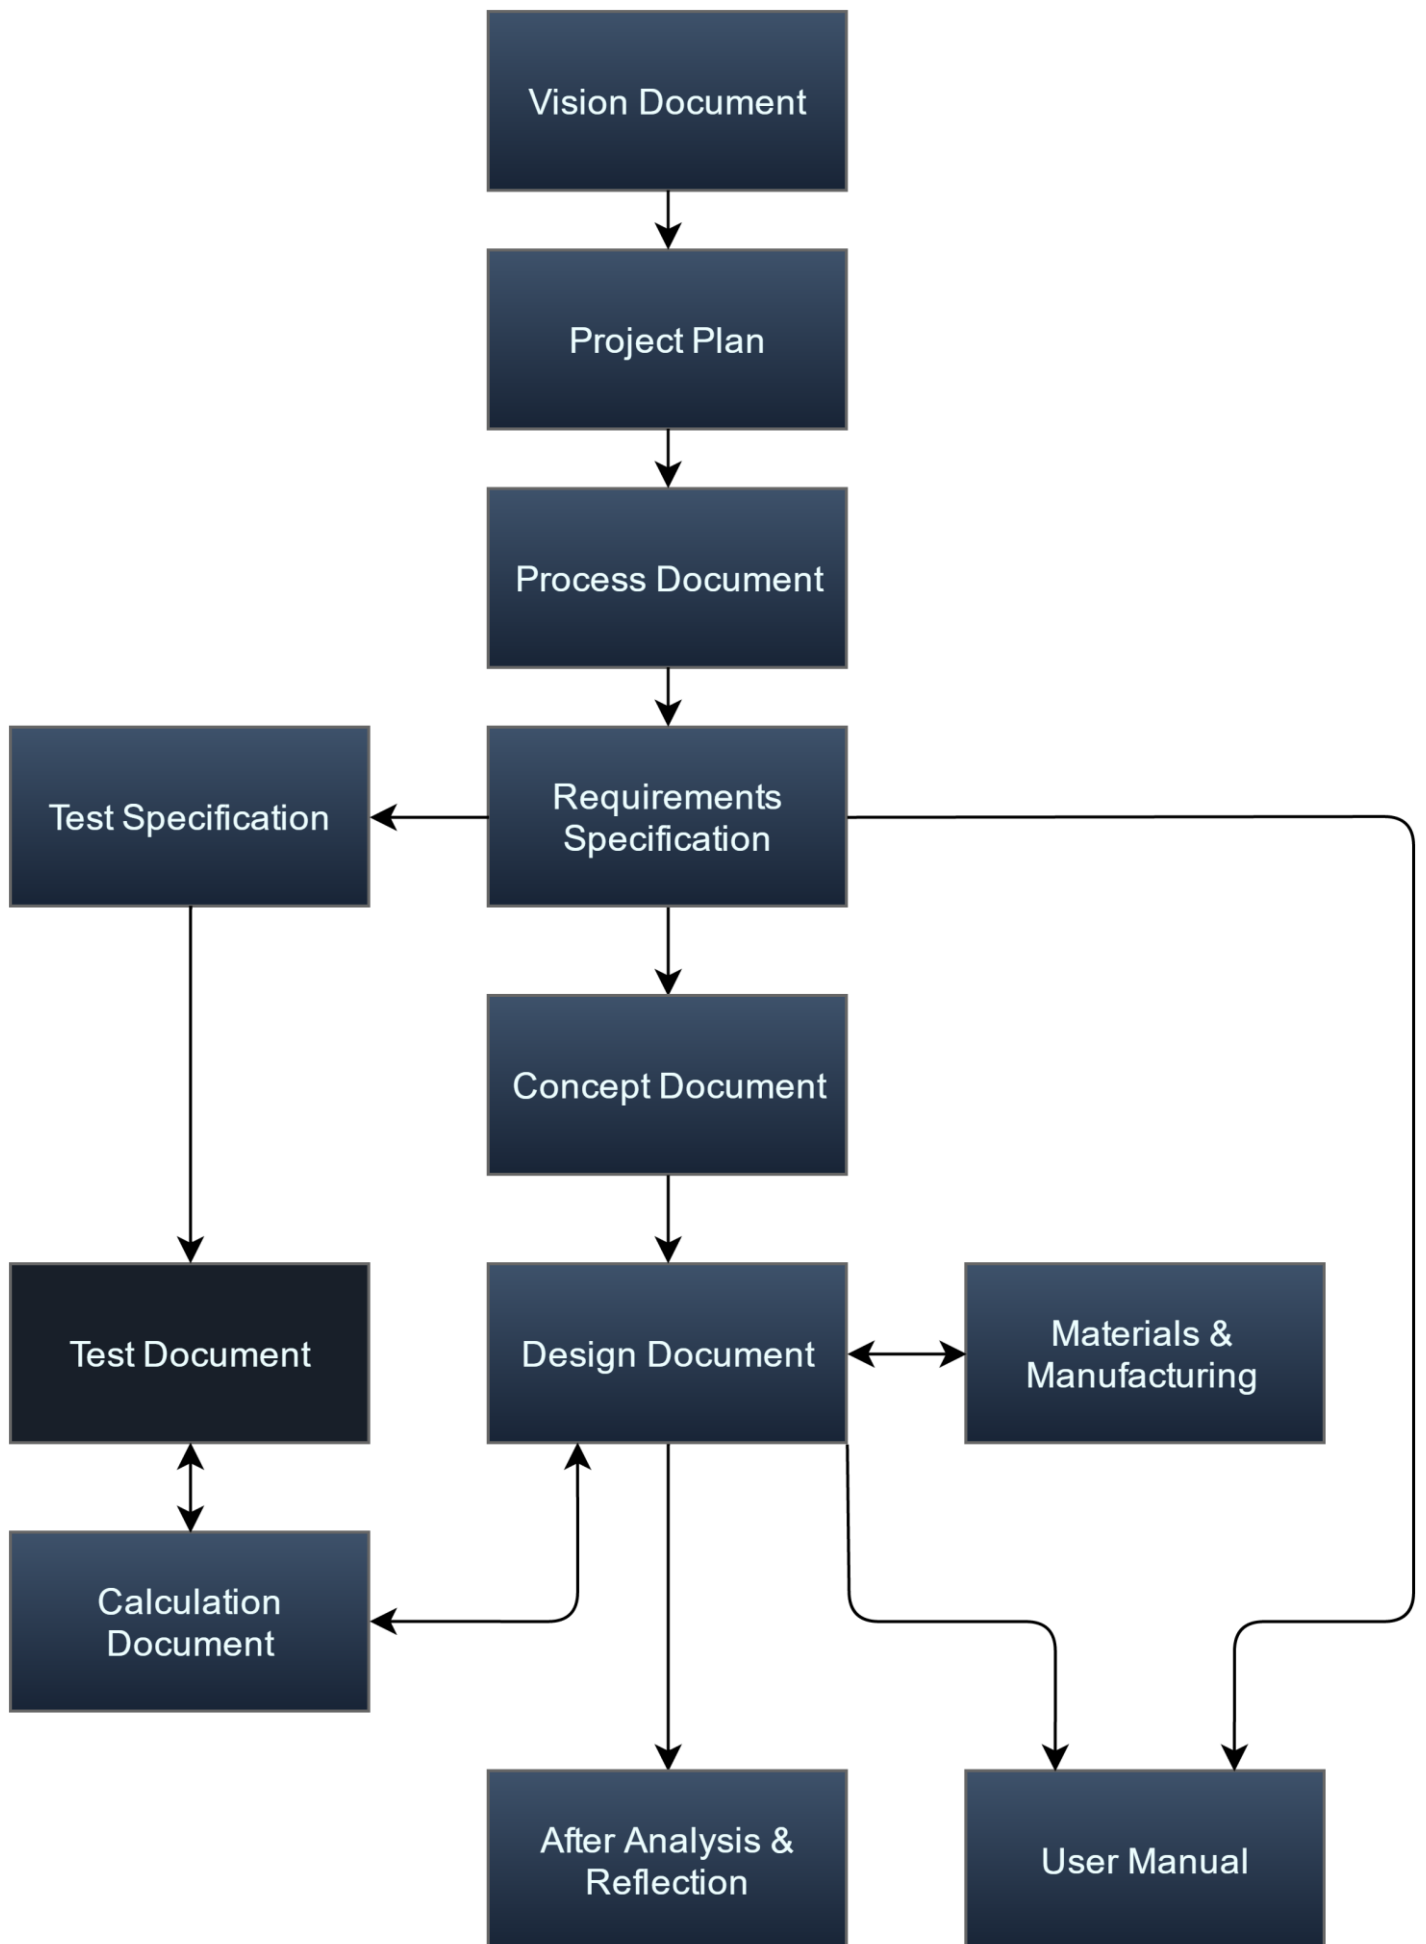 Vision Document
Project Plan
Process Document
Test Specification
Requirements
Specification
Concept Document
Test Document
Design Document
Materials &
Manufacturing
Calculation
Document
After Analysis &
Reflection
User Manual